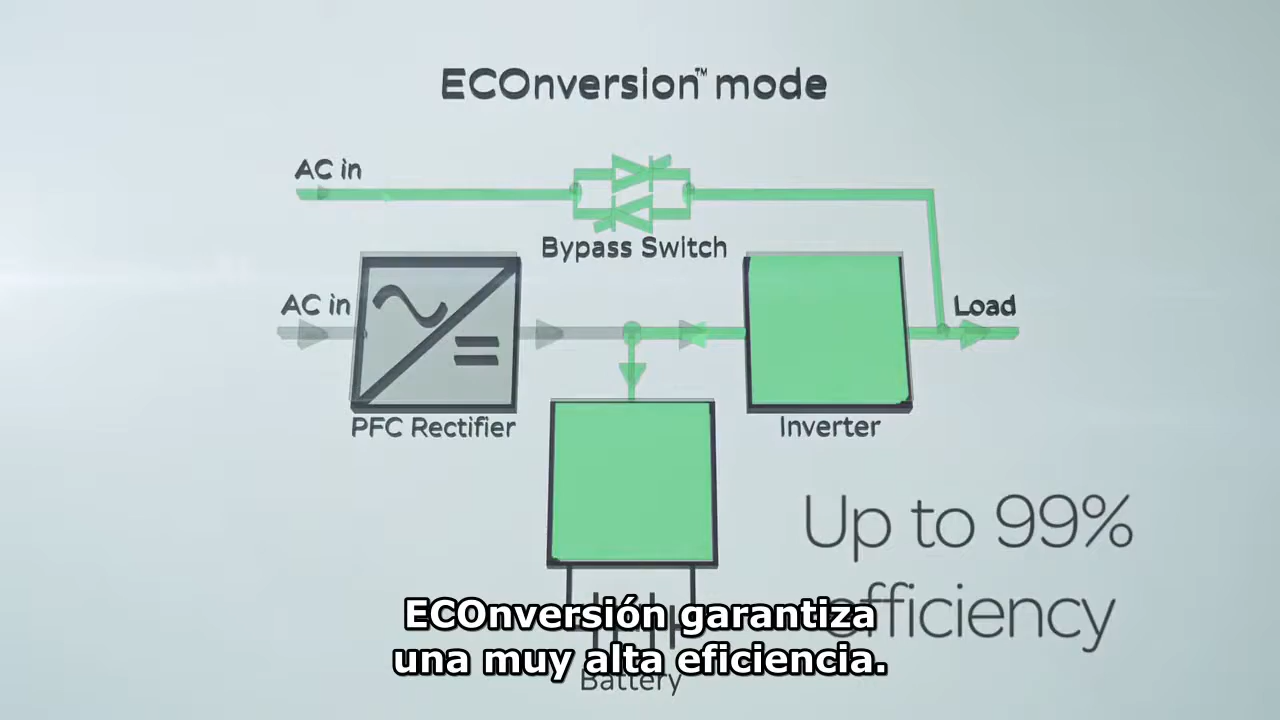 ECOnversion™ mode
AC in
Bypass Switch
AC in
Load
PFC Rectifier
Inverter
Up to 99%
efficiency
Battery
ECOnversión garantiza
una muy alta eficiencia.